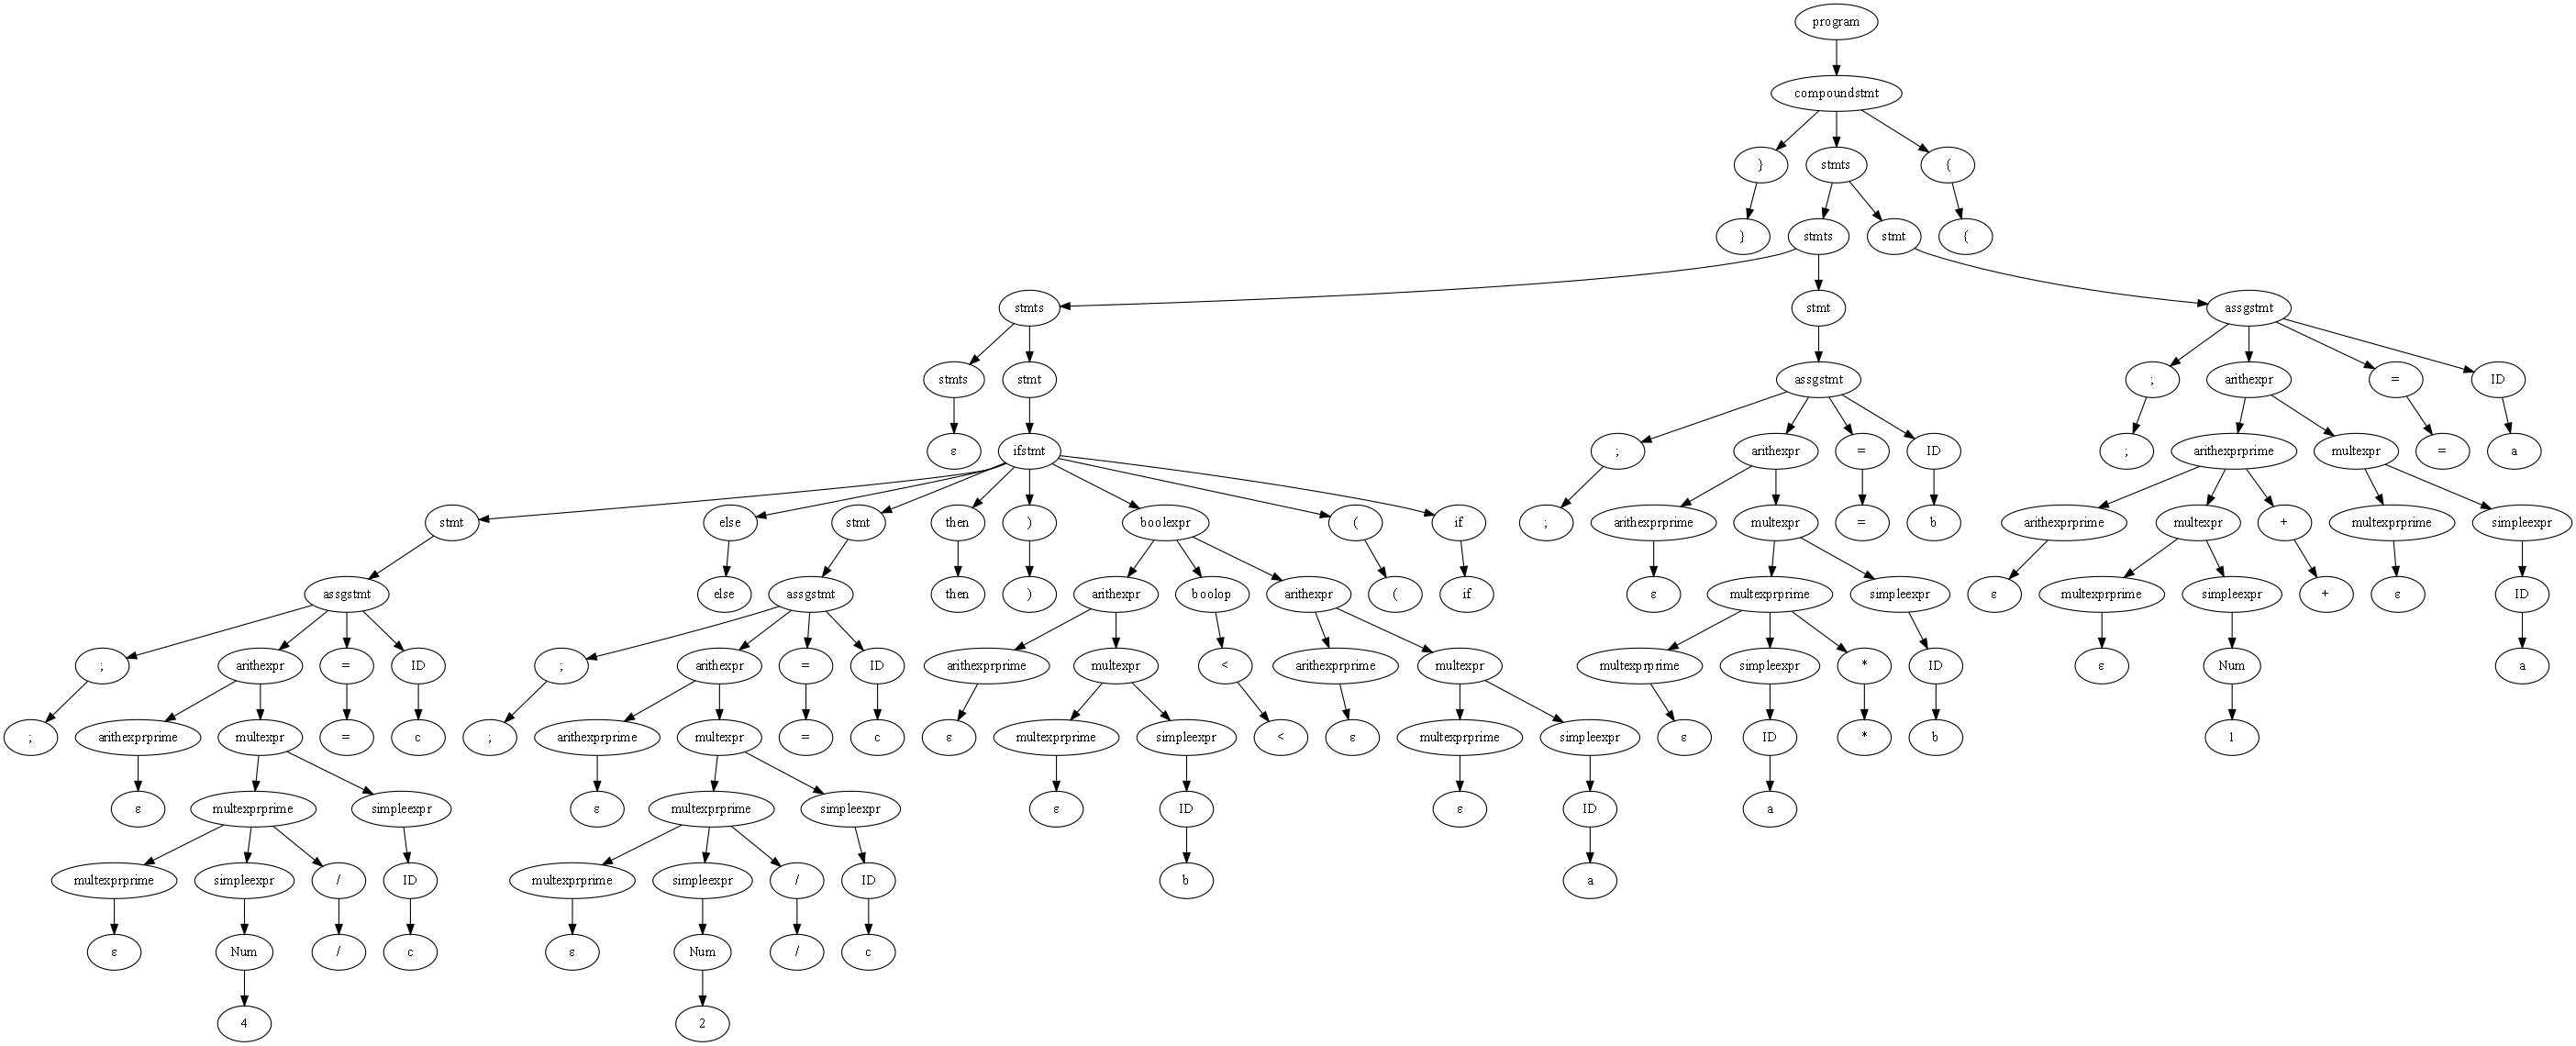 program
compoundstmt
} stmts {
} stmts stmt {
stmts stmt assgstmt
stmts stmt assgstmt ; arithexpr = ID
ε ifstmt ; arithexpr = ID ; arithexprprime multexpr = a
stmt else stmt then ) boolexpr ( if ; arithexprprime multexpr = b arithexprprime multexpr + multexprprime simpleexpr
assgstmt else assgstmt then ) arithexpr boolop arithexpr ( if ε multexprprime simpleexpr ε multexprprime simpleexpr + ε ID
; arithexpr = ID ; arithexpr = ID arithexprprime multexpr < arithexprprime multexpr multexprprime simpleexpr * ID ε Num a
; arithexprprime multexpr = c ; arithexprprime multexpr = c ε multexprprime simpleexpr < ε multexprprime simpleexpr ε ID * b 1
ε multexprprime simpleexpr ε multexprprime simpleexpr ε ID ε ID a
multexprprime simpleexpr / ID multexprprime simpleexpr / ID b a
ε Num / c ε Num / c
4 2